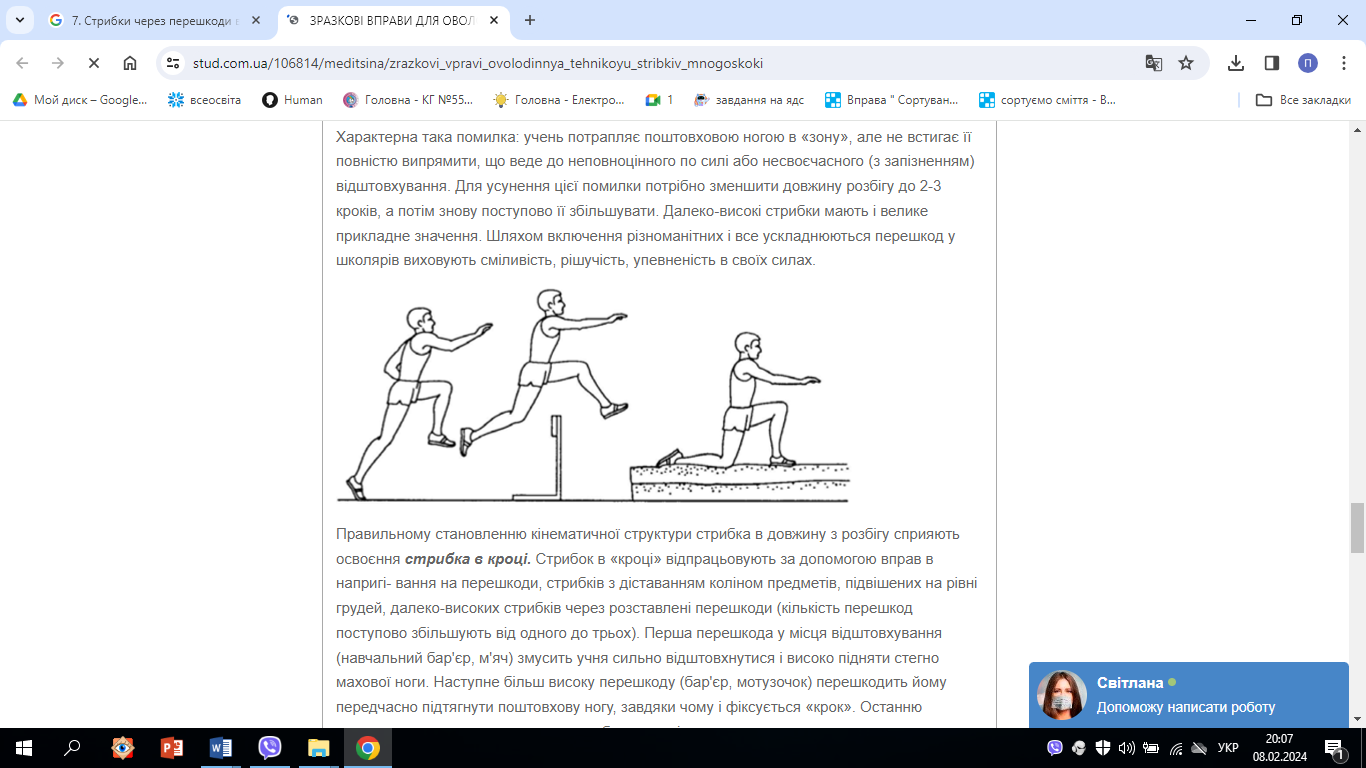 7. Стрибки через перешкоди
ЗРАЗКОВІ ВПРАВИ ДЛЯ ОВОЛ
stud.com.ua/106814/meditsina/zrazkovi_vpravi_ovolodinnya_tehnikoyu_stribkiv_mnogoskoki
П
Мой диск – Google...
всеосвіта
Human
Головна - КГ №55...
Головна - Електро...
1
завдання на ядс
Вправа " Сортуван...
сортуємо сміття - В...
Все закладки
Характерна така помилка: учень потрапляє поштовховою ногою в «зону», але не встигає її
повністю випрямити, що веде до неповноцінного по силі або несвоєчасного (з запізненням)
відштовхування. Для усунення цієї помилки потрібно зменшити довжину розбігу до 2-3
кроків, а потім знову поступово її збільшувати. Далеко-високі стрибки мають і велике
прикладне значення. Шляхом включення різноманітних і все ускладнюються перешкод у
школярів виховують сміливість, рішучість, упевненість в своїх силах.
Правильному становленню кінематичної структури стрибка в довжину з розбігу сприяють
освоєння стрибка в кроці. Стрибок в «кроці» відпрацьовують за допомогою вправ в
напригі- вання на перешкоди, стрибків з діставанням коліном предметів, підвішених на рівні
грудей, далеко-високих стрибків через розставлені перешкоди (кількість перешкод
поступово збільшують від одного до трьох). Перша перешкода у місця відштовхування
(навчальний бар'єр, м'яч) змусить учня сильно відштовхнутися і високо підняти стегно
махової ноги. Наступне більш високу перешкоду (бар'єр, мотузочок) перешкодить йому
передчасно підтягнути поштовхову ногу, завдяки чому і фіксується «крок». Останню
Світлана
Допоможу написати роботу
УКР
20:07
08.02.2024
1